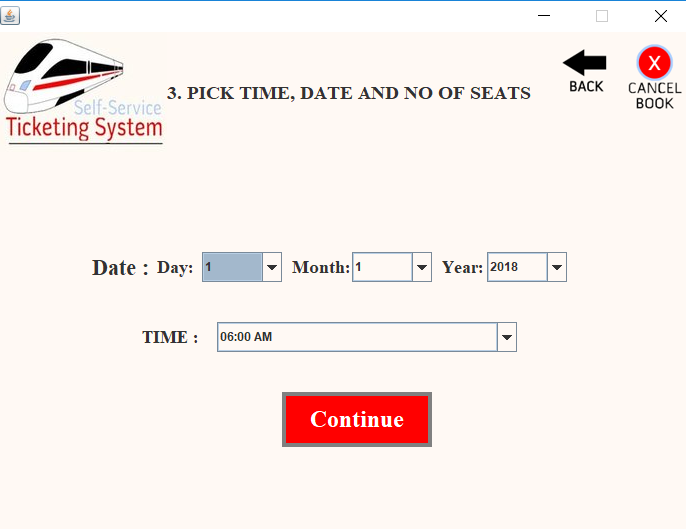 Self-Service
Ticketing System
3. PICK TIME, DATE AND NO OF SEATS
BACK
X
CANCEL
BOOK
Date : Day: 1 Month: 1 Year: 2018
TIME : 06:00 AM
Continue